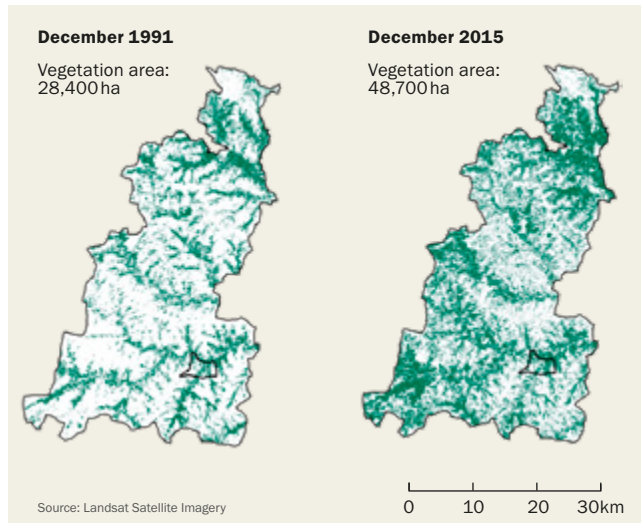 December 1991
Vegetation area:
28,400 ha
December 2015
Vegetation area:
48,700 ha
Source: Landsat Satellite Imagery
0 10 20 30km